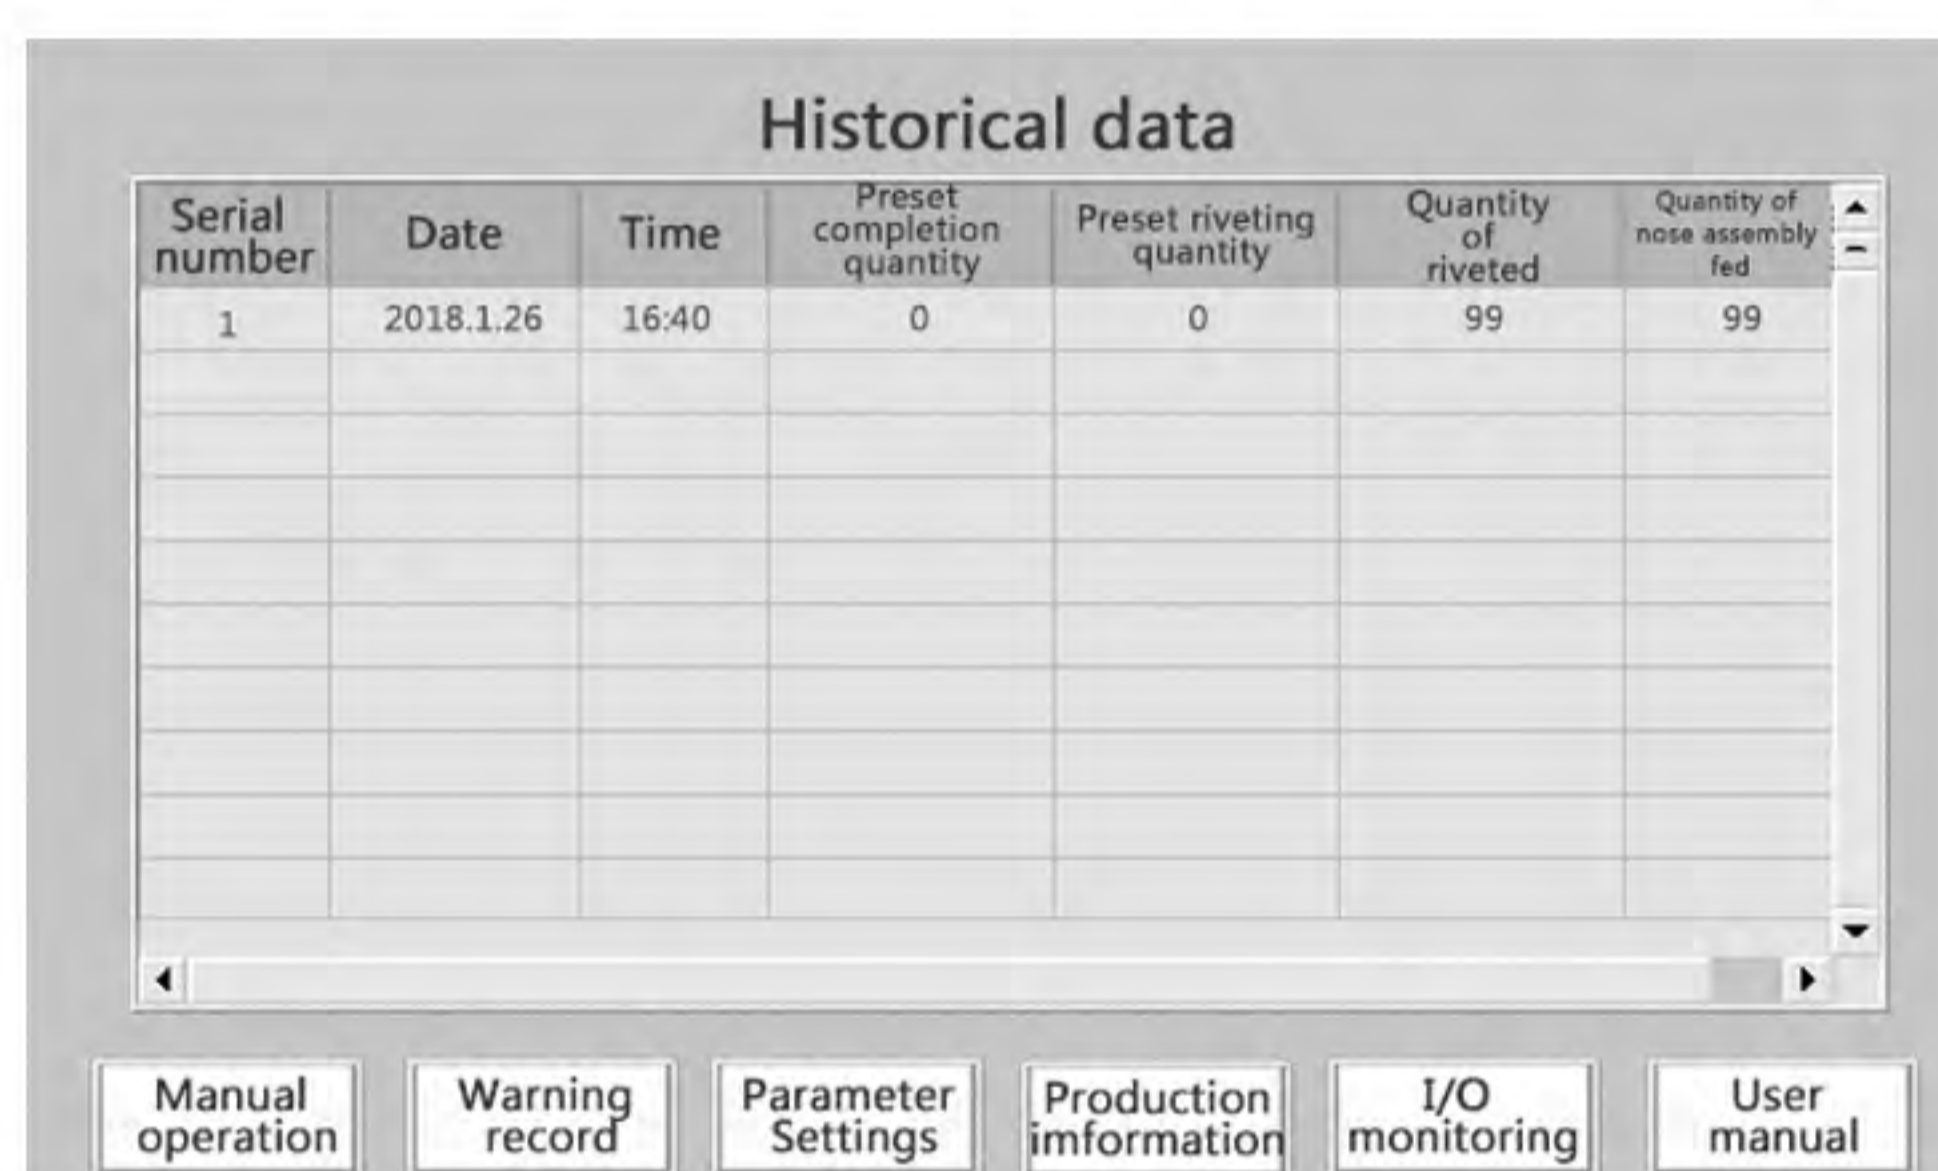 Historical data
Serial
number
Date
Time
Preset
completion
quantity
Preset riveting
quantity
Quantity
of
riveted
Quantity of
nose assembly
fed
1
2018.1.26
16:40
0
0
99
99
Manual
operation
Warning
record
Parameter
Settings
Production
imformation
I/O
monitoring
User
manual